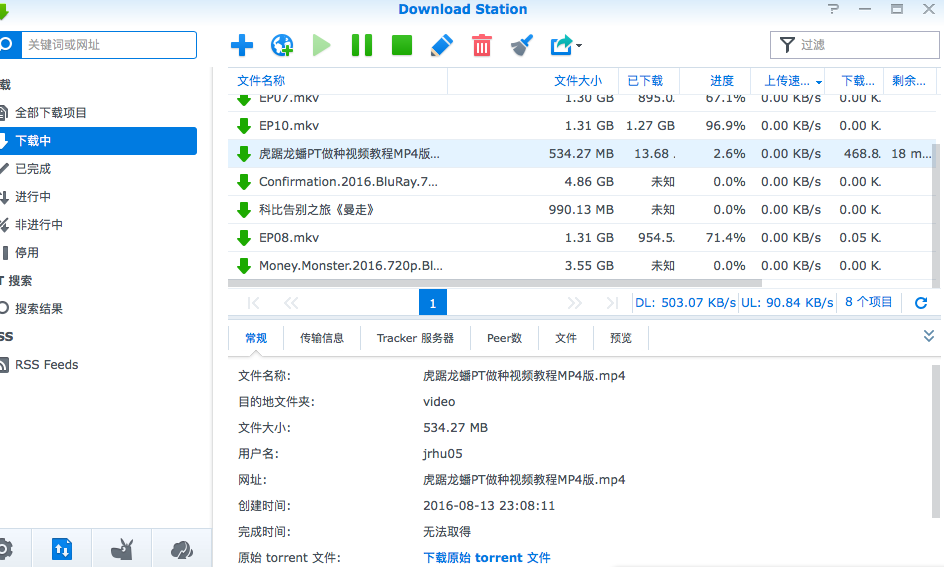 Download Station
关键词或网址
过滤
载
全部下载项目
下载中
已完成
进行中
非进行中
停用
T 搜索
搜索结果
SS
RSS Feeds
文件名称 文件大小 已下载 进度 上传速... 下载... 剩余...
EP07.mkv 1.30 GB 895.0. 67.1% 0.00 KB/s 0.00 K.
EP10.mkv 1.31 GB 1.27 GB 96.9% 0.00 KB/s 0.00 K.
虎踞龙蟠PT做种视频教程MP4版... 534.27 MB 13.68 . 2.6% 0.00 KB/s 468.8. 18 m...
Confirmation.2016.BluRay.7... 4.86 GB 未知 0.0% 0.00 KB/s 0.00 K.
科比告别之旅《曼走》 990.13 MB 未知 0.0% 0.00 KB/s 0.00 K.
EP08.mkv 1.31 GB 954.5. 71.4% 0.00 KB/s 0.05 K.
Money.Monster.2016.720p.Bl... 3.55 GB 未知 0.0% 0.00 KB/s 0.00 K.
1 DL: 503.07 KB/s UL: 90.84 KB/s 8 个项目
常规 传输信息 Tracker 服务器 Peer数 文件 预览
文件名称: 虎踞龙蟠PT做种视频教程MP4版.mp4
目的地文件夹: video
文件大小: 534.27 MB
用户名: jrhu05
网址: 虎踞龙蟠PT做种视频教程MP4版.mp4
创建时间: 2016-08-13 23:08:11
完成时间: 无法取得
原始 torrent 文件: 下载原始 torrent 文件